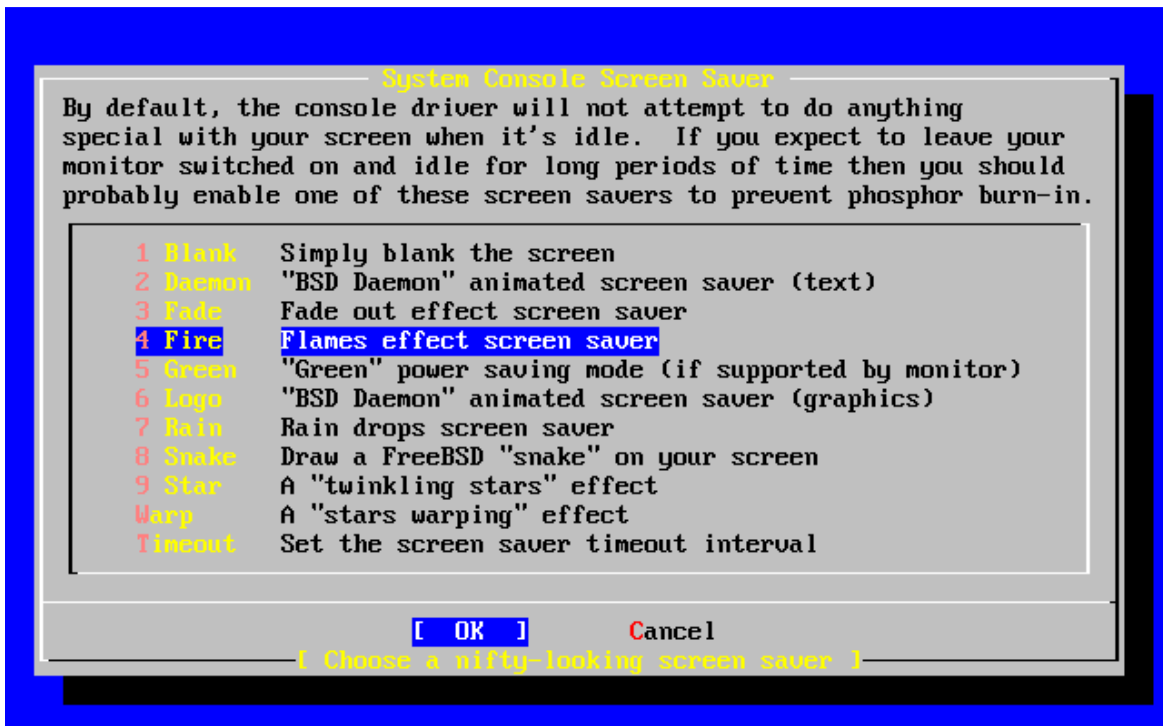 System Console Screen Saver
By default, the console driver will not attempt to do anything
special with your screen when it's idle.  If you expect to leave your
monitor switched on and idle for long periods of time then you should
probably enable one of these screen savers to prevent phosphor burn-in.
1 Blank Simply blank the screen
2 Daemon "BSD Daemon" animated screen saver (text)
3 Fade Fade out effect screen saver
4 Fire Flames effect screen saver
5 Green "Green" power saving mode (if supported by monitor)
6 Logo "BSD Daemon" animated screen saver (graphics)
7 Rain Rain drops screen saver
8 Snake Draw a FreeBSD "snake" on your screen
9 Star A "twinkling stars" effect
Warp A "stars warping" effect
Timeout Set the screen saver timeout interval
[ OK ] Cancel
[ Choose a nifty-looking screen saver ]